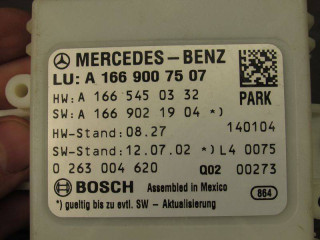 MERCEDES-BENZ
LU: A 166 900 75 07
HW: A 166 545 03 32 PARK
SW: A 166 902 19 04 *)
HW-Stand: 08.27 140104
SW-Stand: 12.07.02 *) L4 0075
0 263 004 620 Q02 00273
BOSCH Assembled in Mexico 864
*) gueltig bis zu evtl. SW - Aktualisierung